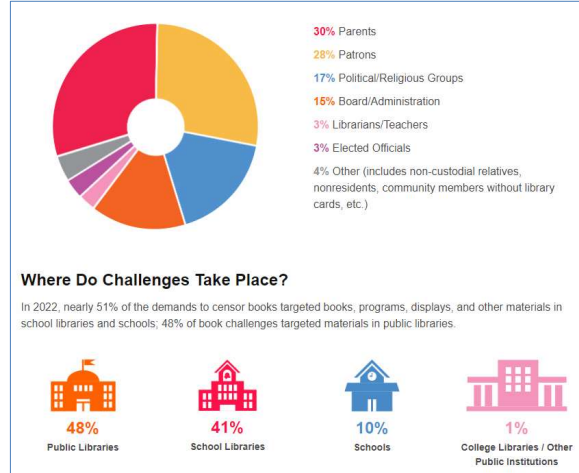 30% Parents
28% Patrons
17% Political/Religious Groups
15% Board/Administration
3% Librarians/Teachers
3% Elected Officials
4% Other (includes non-custodial relatives,
nonresidents, community members without library
cards, etc.)
Where Do Challenges Take Place?
In 2022, nearly 51% of the demands to censor books targeted books, programs, displays, and other materials in
school libraries and schools; 48% of book challenges targeted materials in public libraries.
48%
Public Libraries
41%
School Libraries
10%
Schools
1%
College Libraries / Other
Public Institutions